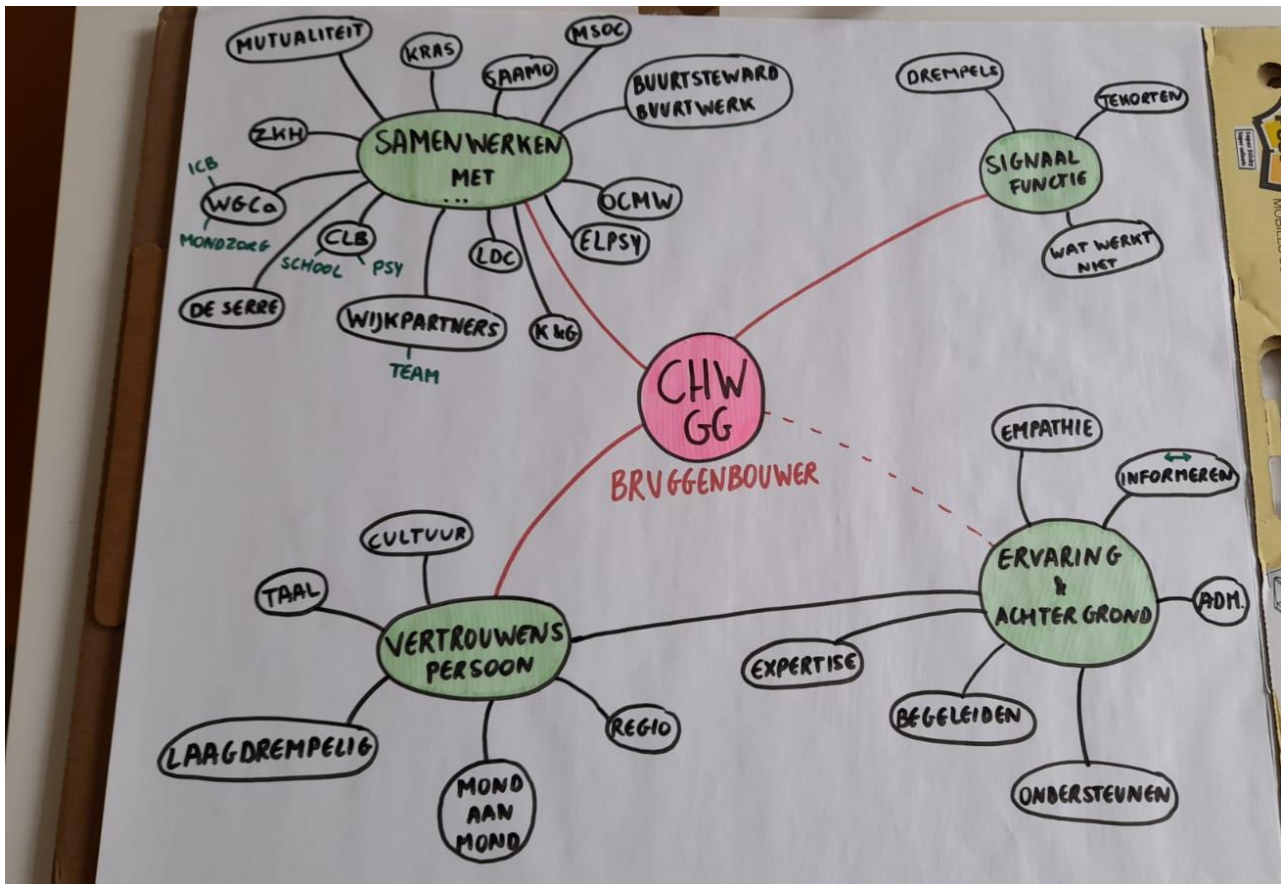 MUTUALITEIT
KRAS
SAAMO
MSOC
BUURTSTEWARD
BUURTWERK
ZKH
SAMENWERKEN
MET
...
ICB
WGCa
MONDZORG
CLB
SCHOOL
PSY
DE SERRE
WIJKPARTNERS
TEAM
LDC
K&G
ELPSY
OCMW
DREMPELS
TEKORTEN
SIGNAAL
FUNCTIE
WAT WERKT
NIET
CHW
GG
BRUGGENBOUWER
EMPATHIE
INFORMEREN
ERVARING
&
ACHTERGROND
ADM.
EXPERTISE
BEGELEIDEN
ONDERSTEUNEN
CULTUUR
TAAL
VERTROUWENS
PERSOON
LAAGDREMPELIG
MOND
AAN
MOND
REGIO